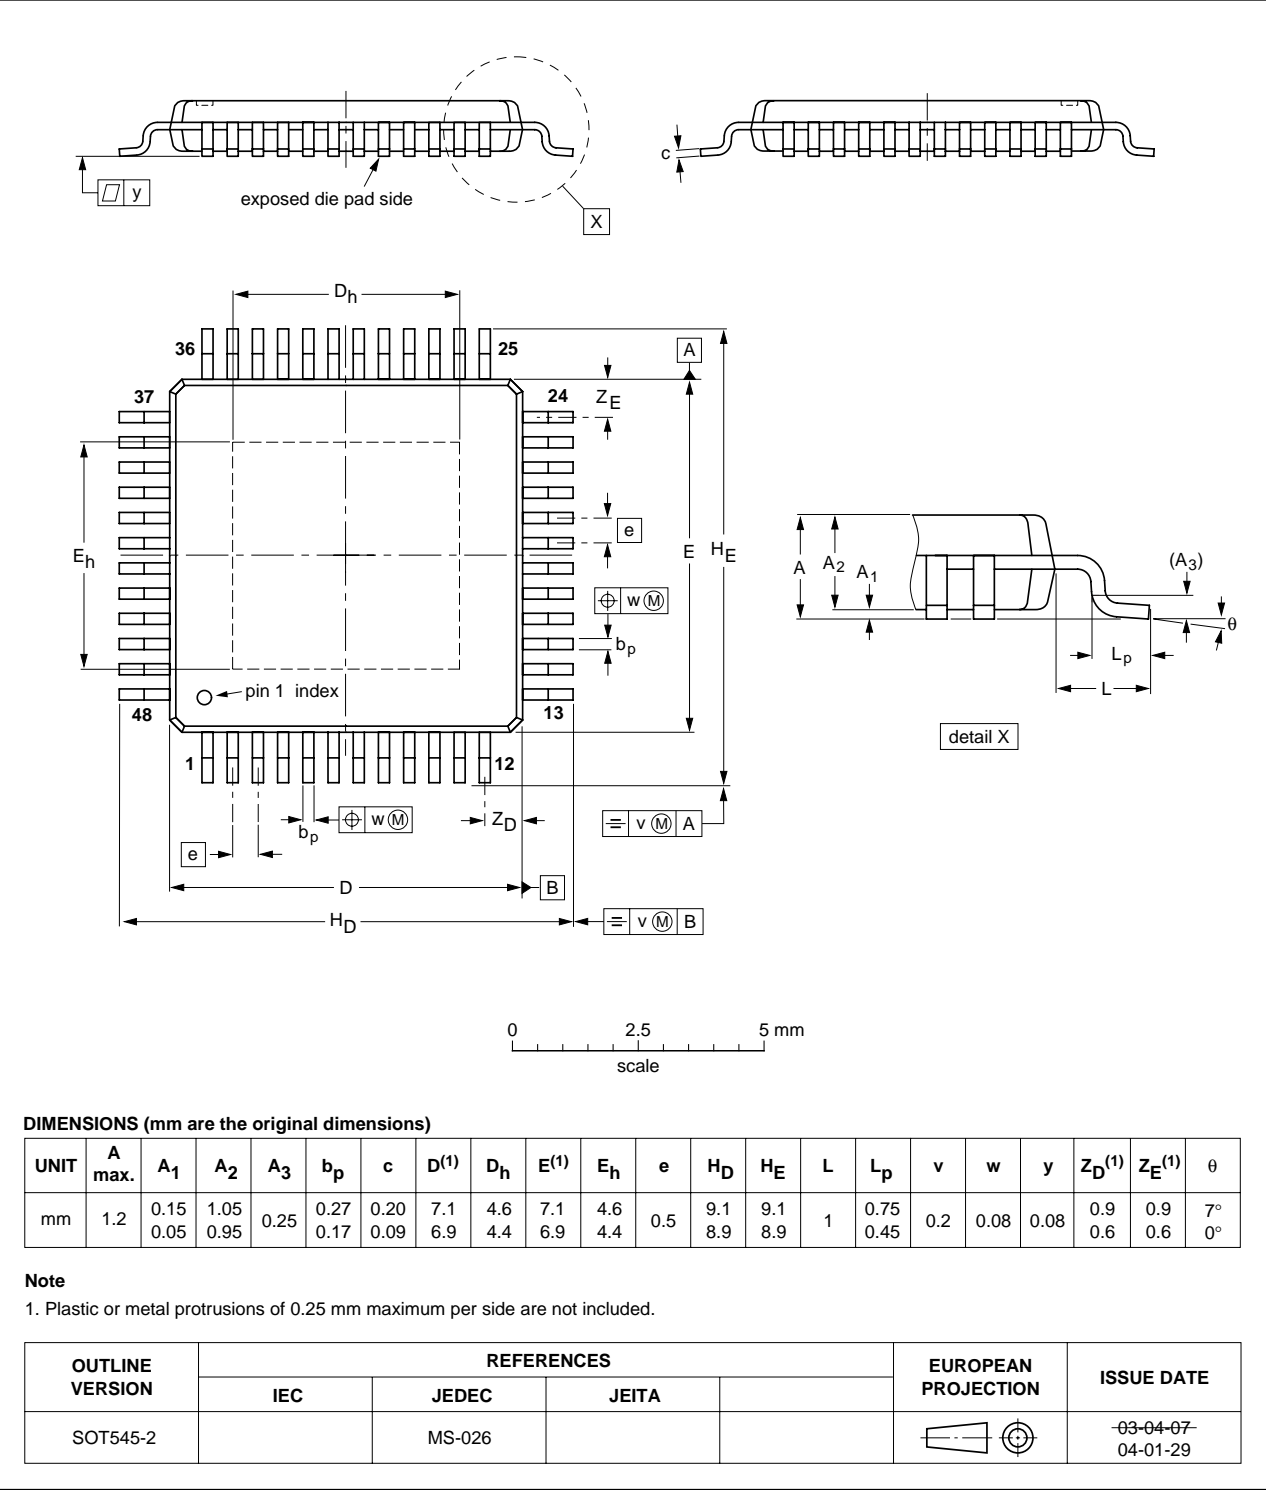 y
exposed die pad side
X
c
Dh
36
25
A
37
24
ZE
e
Eh
E
HE
w M
bp
pin 1 index
48
13
1
12
bp
w M
ZD
v M A
e
D
B
HD
v M B
A
A2
A1
(A3)
θ
Lp
L
detail X
0 2.5 5 mm
scale
DIMENSIONS (mm are the original dimensions)
UNIT A max. A1 A2 A3 bp c D(1) Dh E(1) Eh e HD HE L Lp v w y ZD(1) ZE(1) θ
mm 1.2 0.15 0.05 1.05 0.95 0.25 0.27 0.17 0.20 0.09 7.1 6.9 4.6 4.4 7.1 6.9 4.6 4.4 0.5 9.1 8.9 9.1 8.9 1 0.75 0.45 0.2 0.08 0.08 0.9 0.6 0.9 0.6 7° 0°
Note
1. Plastic or metal protrusions of 0.25 mm maximum per side are not included.
OUTLINE VERSION REFERENCES EUROPEAN PROJECTION ISSUE DATE
IEC JEDEC JEITA
SOT545-2 MS-026 03-04-07
04-01-29